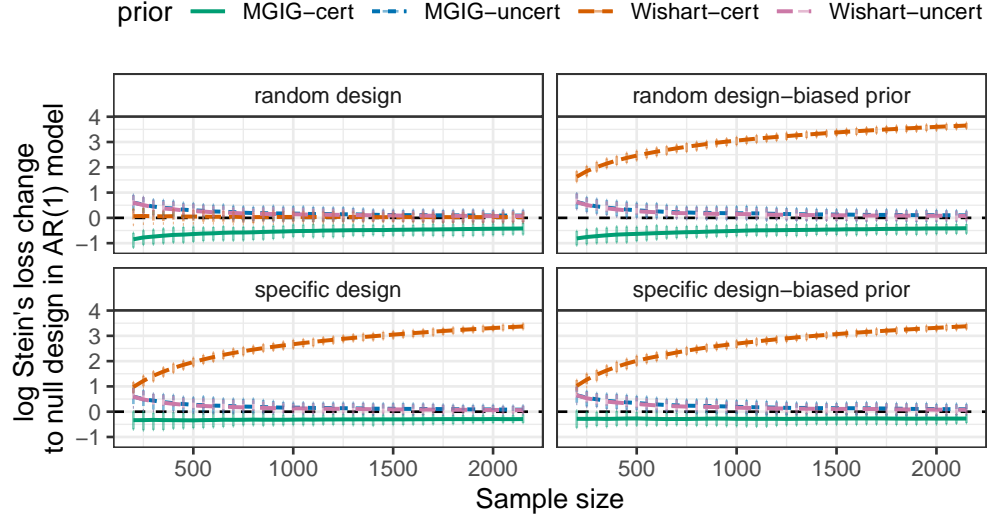 prior MGIG−cert MGIG−uncert Wishart−cert Wishart−uncert
random design random design−biased prior
4
3
2
1
0
−1
specific design specific design−biased prior
4
3
2
1
0
−1
500 1000 1500 2000 500 1000 1500 2000
Sample size
log Stein's loss change
to null design in AR(1) model